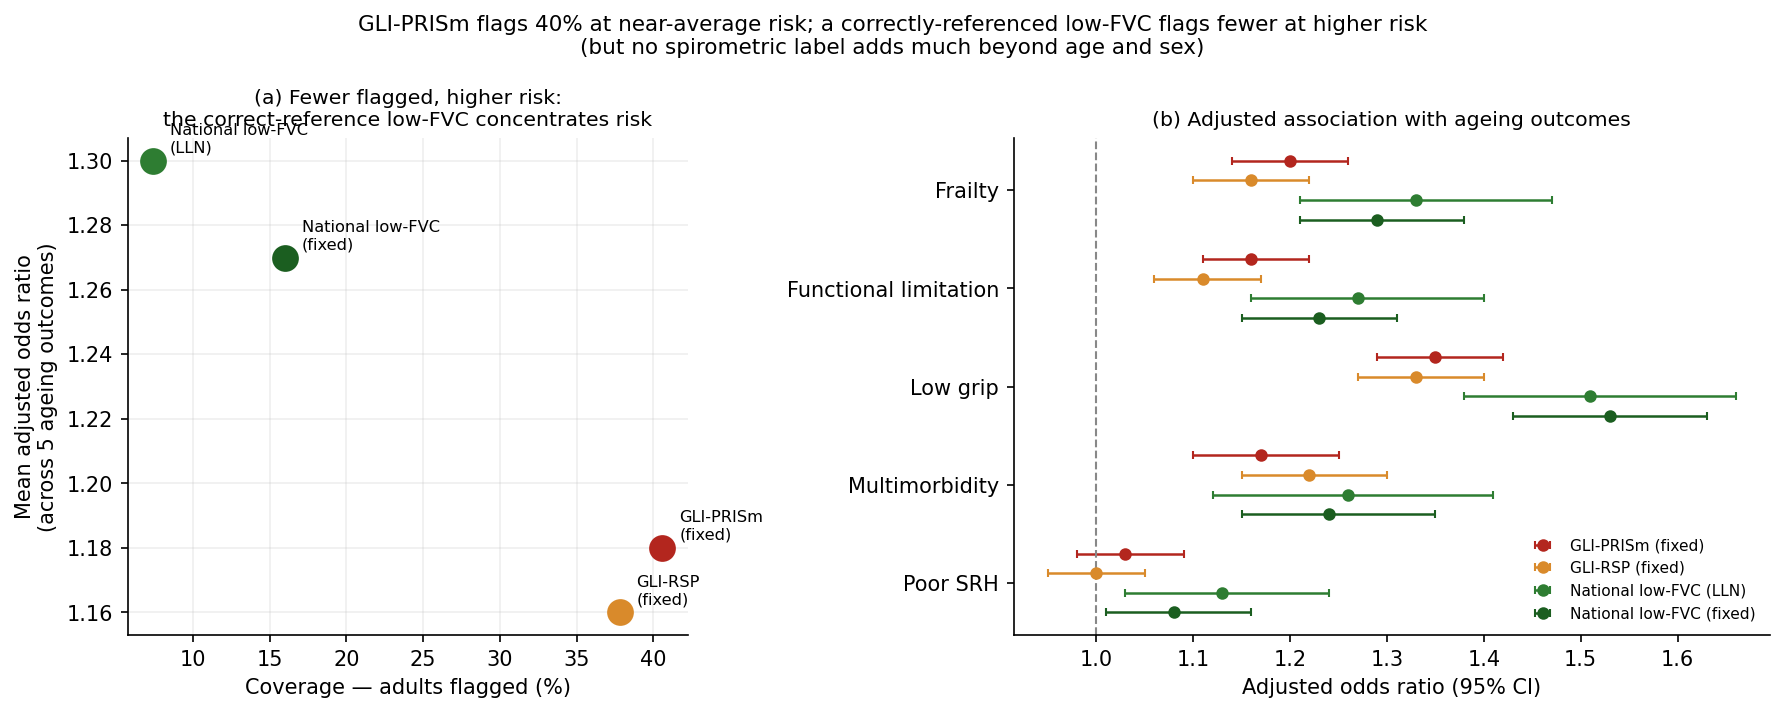 GLI-PRISm flags 40% at near-average risk; a correctly-referenced low-FVC flags fewer at higher risk
(but no spirometric label adds much beyond age and sex)
(a) Fewer flagged, higher risk:
the correct-reference low-FVC concentrates risk
National low-FVC
(LLN)
National low-FVC
(fixed)
GLI-PRISm
(fixed)
GLI-RSP
(fixed)
1.30
1.28
1.26
1.24
1.22
1.20
1.18
1.16
Mean adjusted odds ratio
(across 5 ageing outcomes)
10 15 20 25 30 35 40
Coverage — adults flagged (%)
(b) Adjusted association with ageing outcomes
Frailty
Functional limitation
Low grip
Multimorbidity
Poor SRH
GLI-PRISm (fixed)
GLI-RSP (fixed)
National low-FVC (LLN)
National low-FVC (fixed)
1.0 1.1 1.2 1.3 1.4 1.5 1.6
Adjusted odds ratio (95% CI)